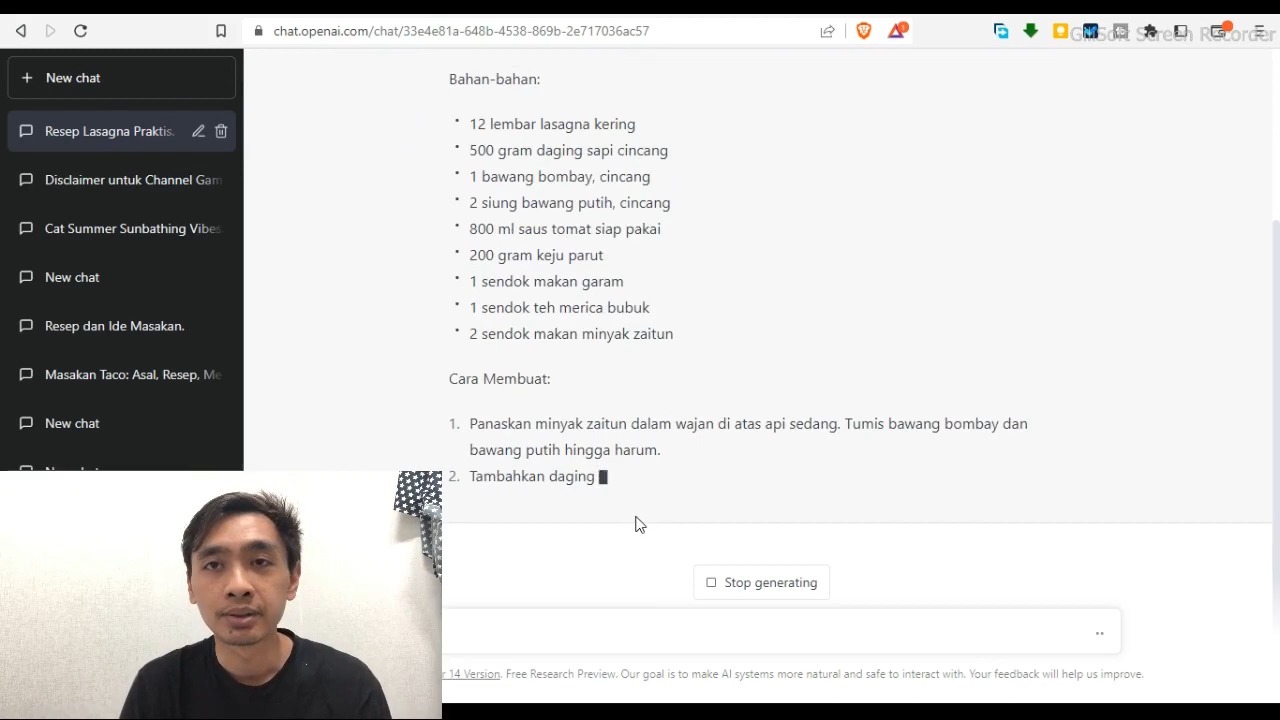 chat.openai.com/chat/33e4e81a-648b-4538-869b-2e717036ac57
GiliSoft Screen Recorder
New chat
Resep Lasagna Praktis.
Disclaimer untuk Channel Gam
Cat Summer Sunbathing Vibes
New chat
Resep dan Ide Masakan.
Masakan Taco: Asal, Resep, Me
New chat
Bahan-bahan:
• 12 lembar lasagna kering
• 500 gram daging sapi cincang
• 1 bawang bombay, cincang
• 2 siung bawang putih, cincang
• 800 ml saus tomat siap pakai
• 200 gram keju parut
• 1 sendok makan garam
• 1 sendok teh merica bubuk
• 2 sendok makan minyak zaitun
Cara Membuat:
1. Panaskan minyak zaitun dalam wajan di atas api sedang. Tumis bawang bombay dan
bawang putih hingga harum.
2. Tambahkan daging
Stop generating
14 Version. Free Research Preview. Our goal is to make AI systems more natural and safe to interact with. Your feedback will help us improve.